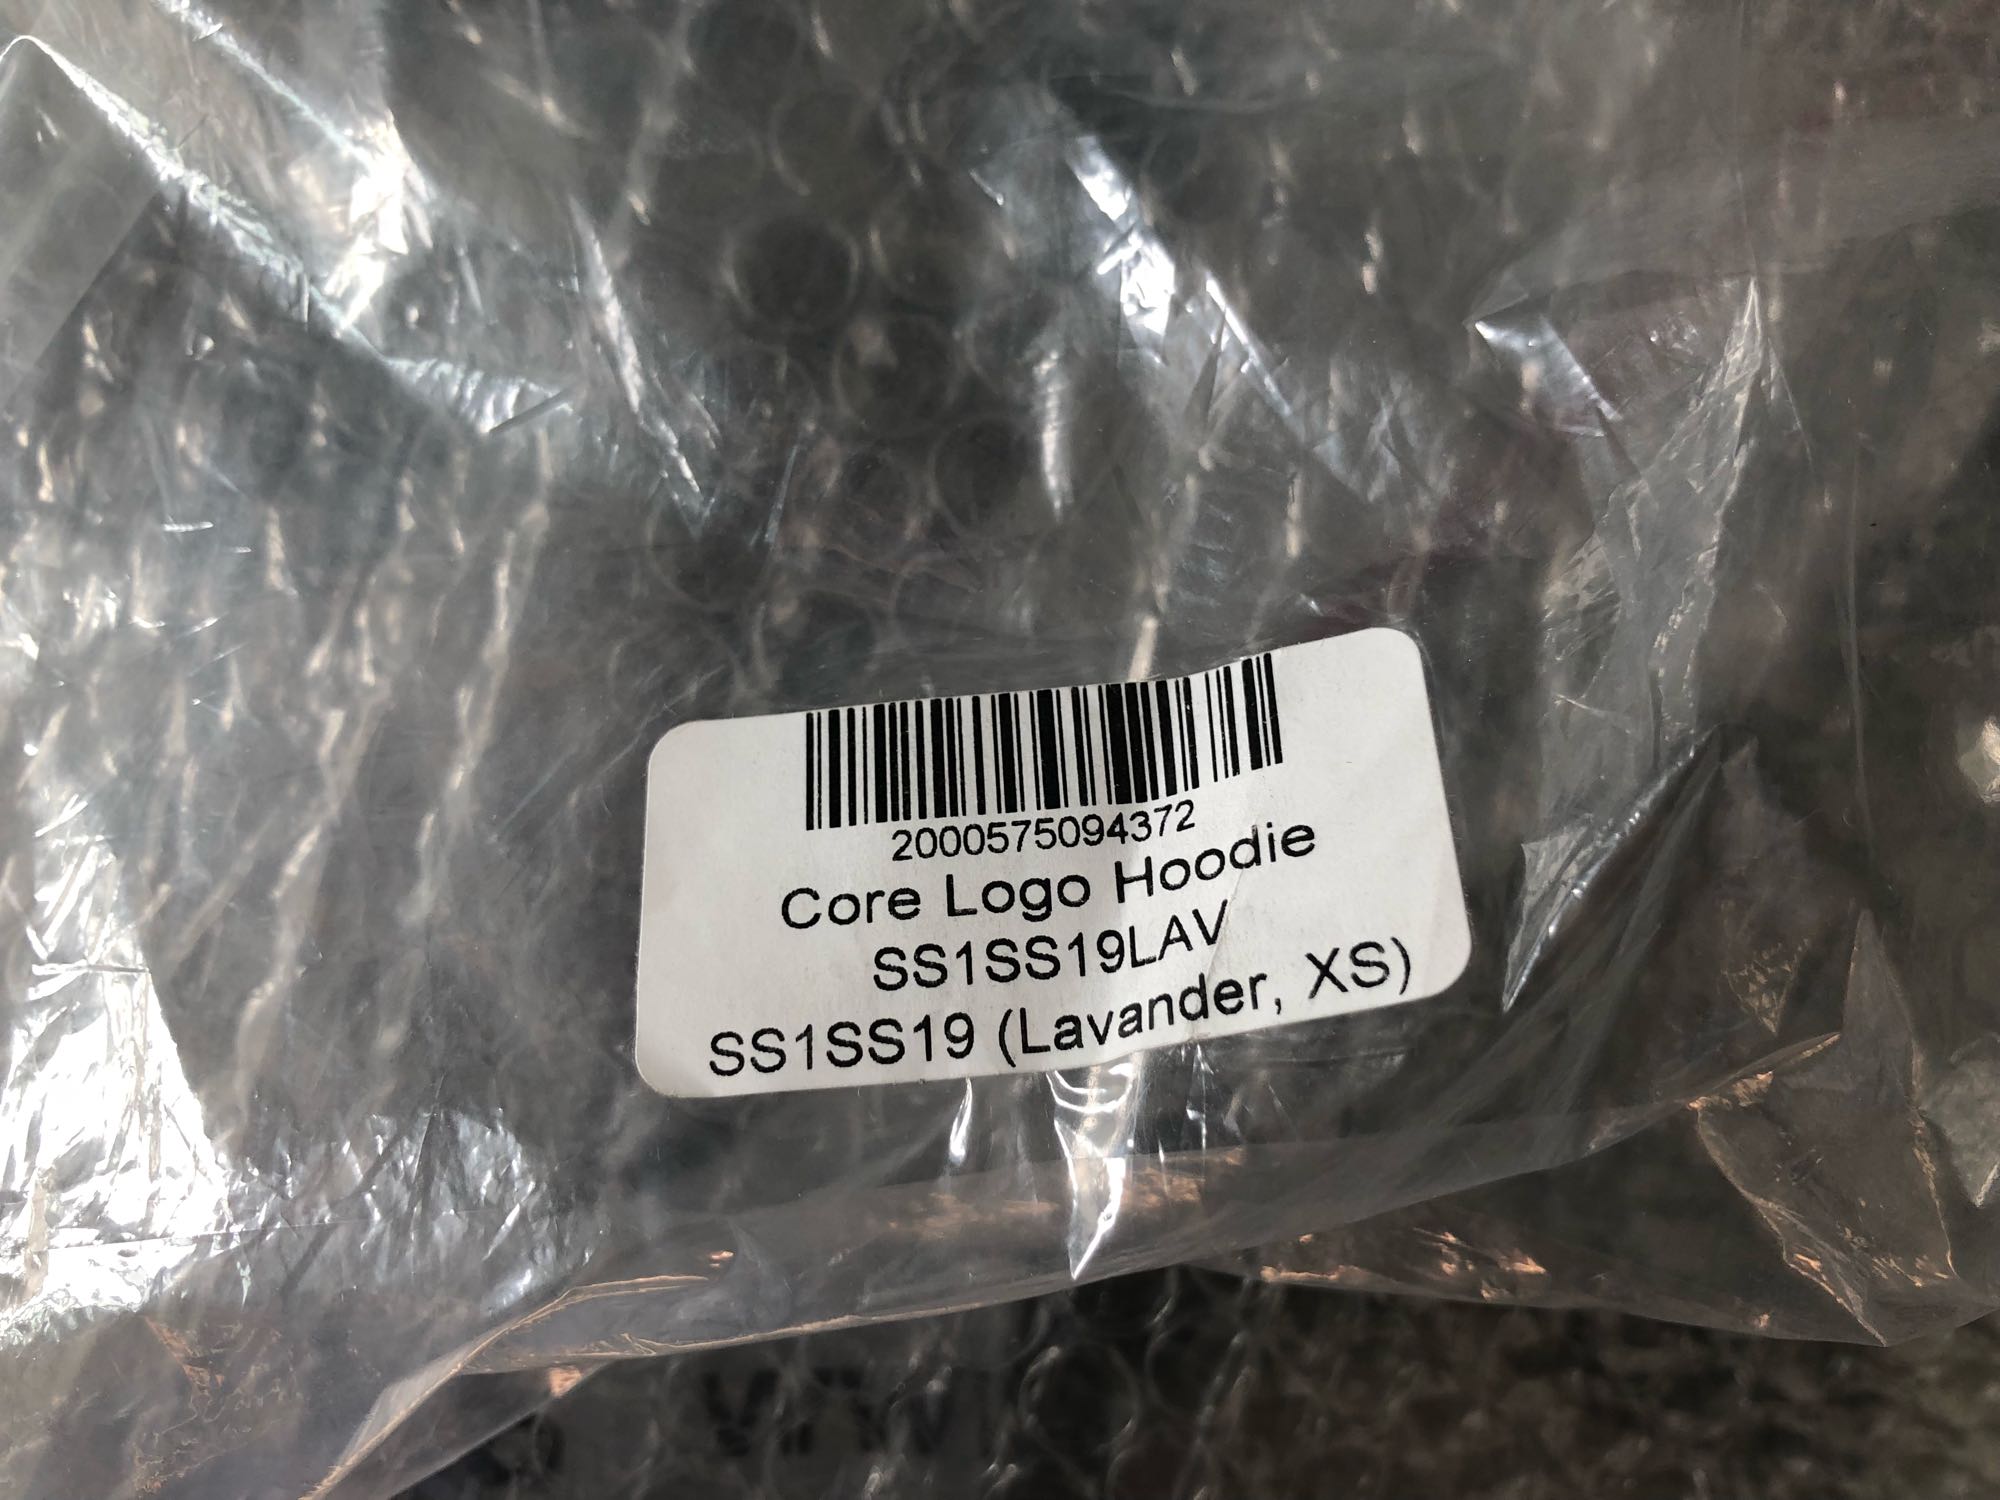 2000575094372
Core Logo Hoodie
SS1SS19LAV
SS1SS19 (Lavander, XS)